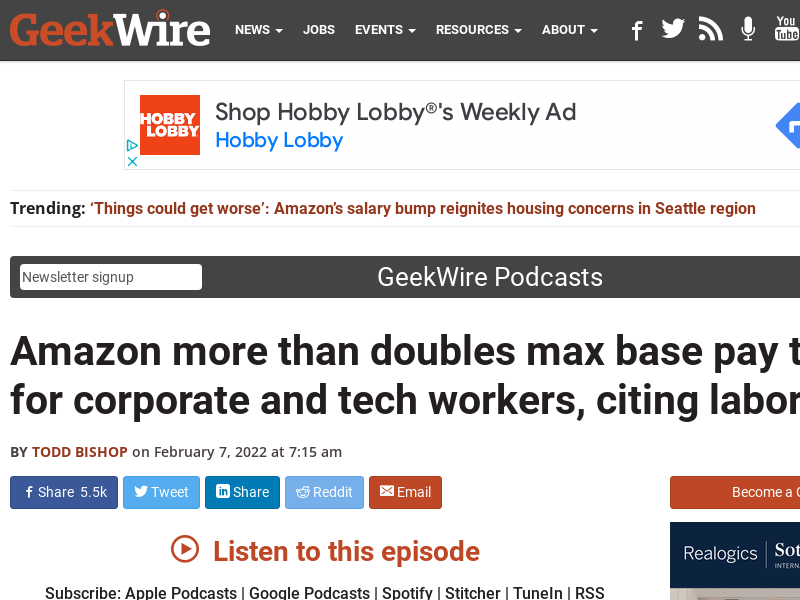 GeekWire NEWS JOBS EVENTS RESOURCES ABOUT You Tube
HOBBY LOBBY
Shop Hobby Lobby®'s Weekly Ad
Hobby Lobby
Trending: ‘Things could get worse’: Amazon’s salary bump reignites housing concerns in Seattle region
Newsletter signup
GeekWire Podcasts
Amazon more than doubles max base pay t
for corporate and tech workers, citing labor
BY TODD BISHOP on February 7, 2022 at 7:15 am
Share 5.5k Tweet Share Reddit Email
Become a
Listen to this episode
Realogics
Subscribe: Apple Podcasts | Google Podcasts | Spotify | Stitcher | TuneIn | RSS